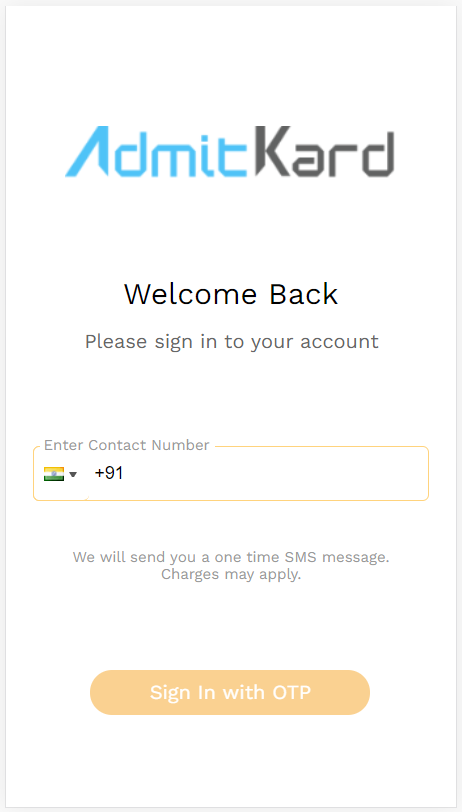 AdmitKard
Welcome Back
Please sign in to your account
Enter Contact Number
+91
We will send you a one time SMS message.
Charges may apply.
Sign In with OTP